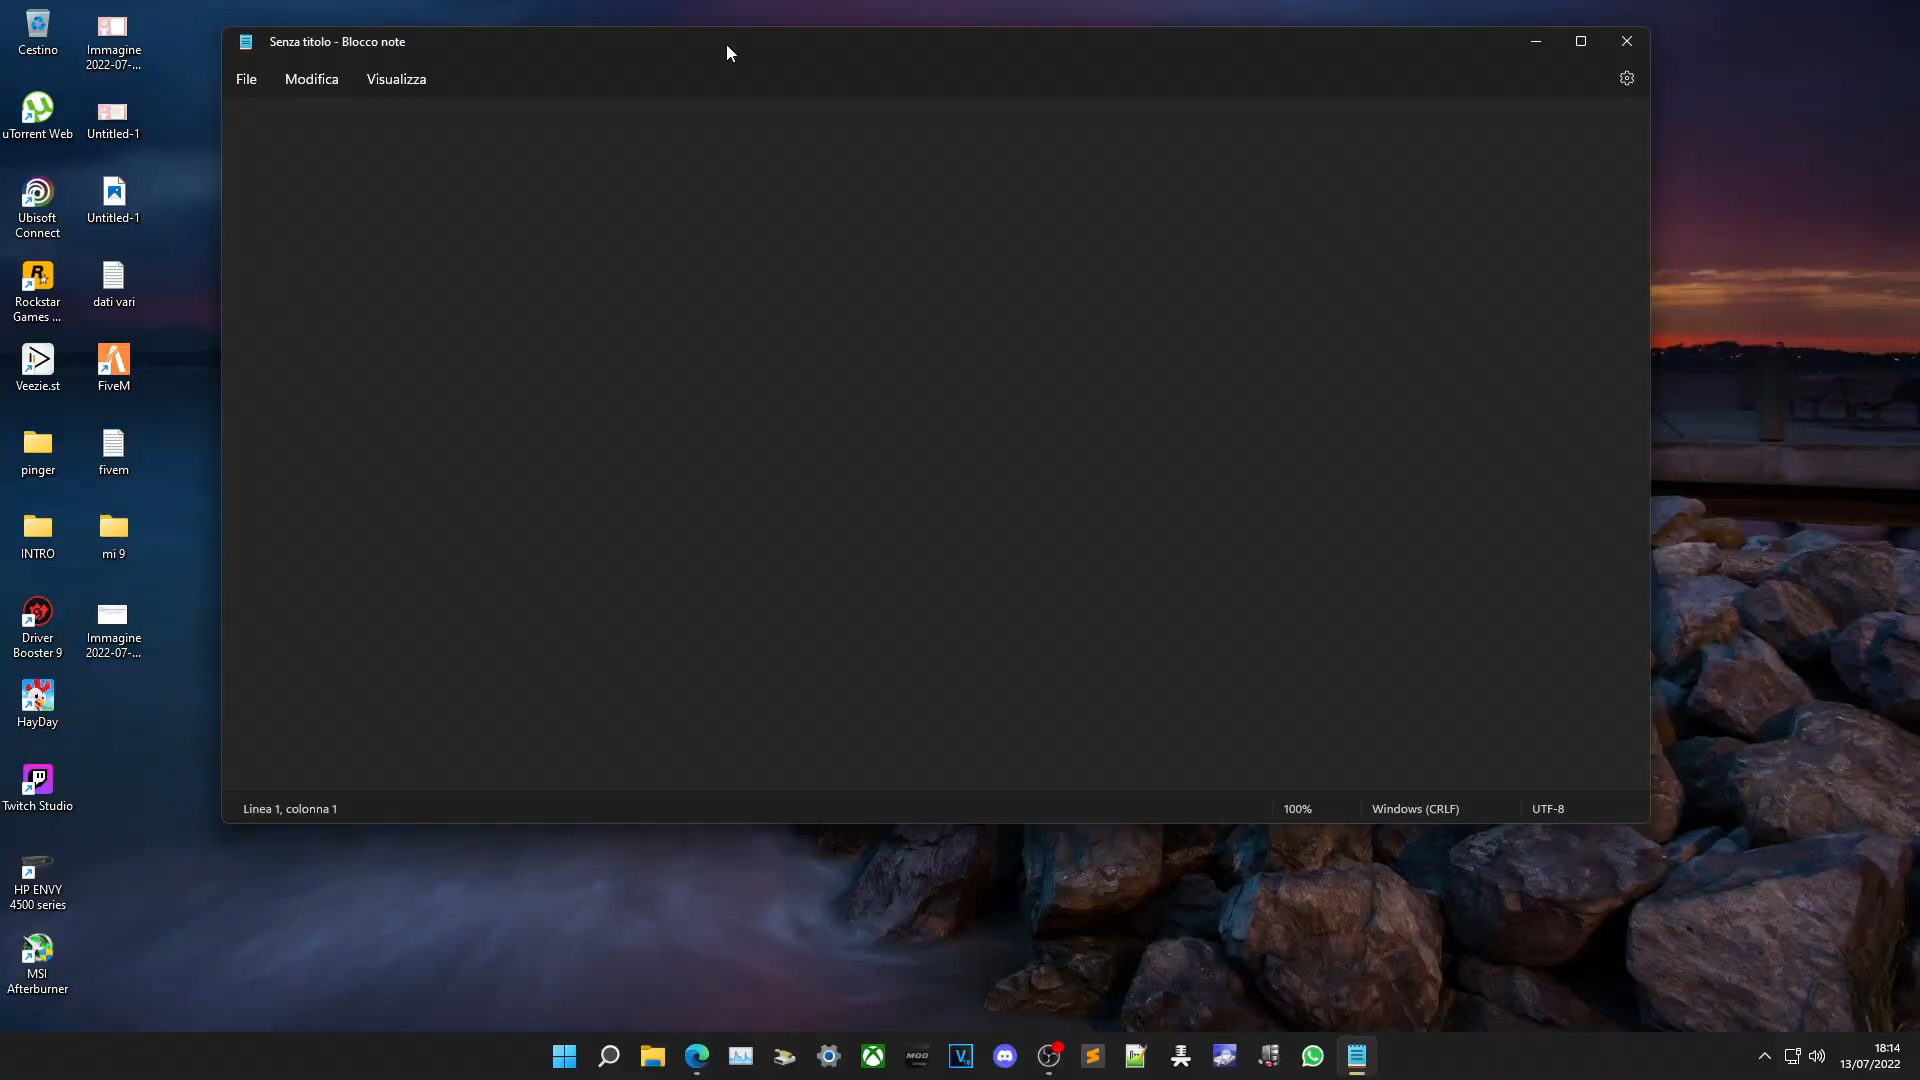 Cestino
Immagine
2022-07-...
uTorrent Web
Untitled-1
Ubisoft
Connect
Untitled-1
Rockstar
Games ...
dati vari
Veezie.st
FiveM
pinger
fivem
INTRO
mi 9
Driver
Booster 9
Immagine
2022-07-...
HayDay
Twitch Studio
HP ENVY
4500 series
MSI
Afterburner
Senza titolo - Blocco note
File
Modifica
Visualizza
Linea 1, colonna 1
100%
Windows (CRLF)
UTF-8
MOD
18:14
13/07/2022